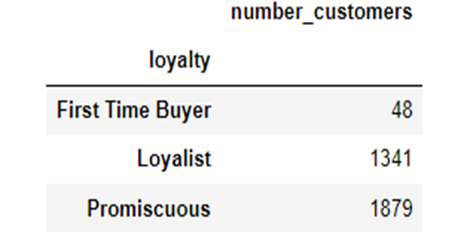 number_customers
loyalty
First Time Buyer 48
Loyalist 1341
Promiscuous 1879